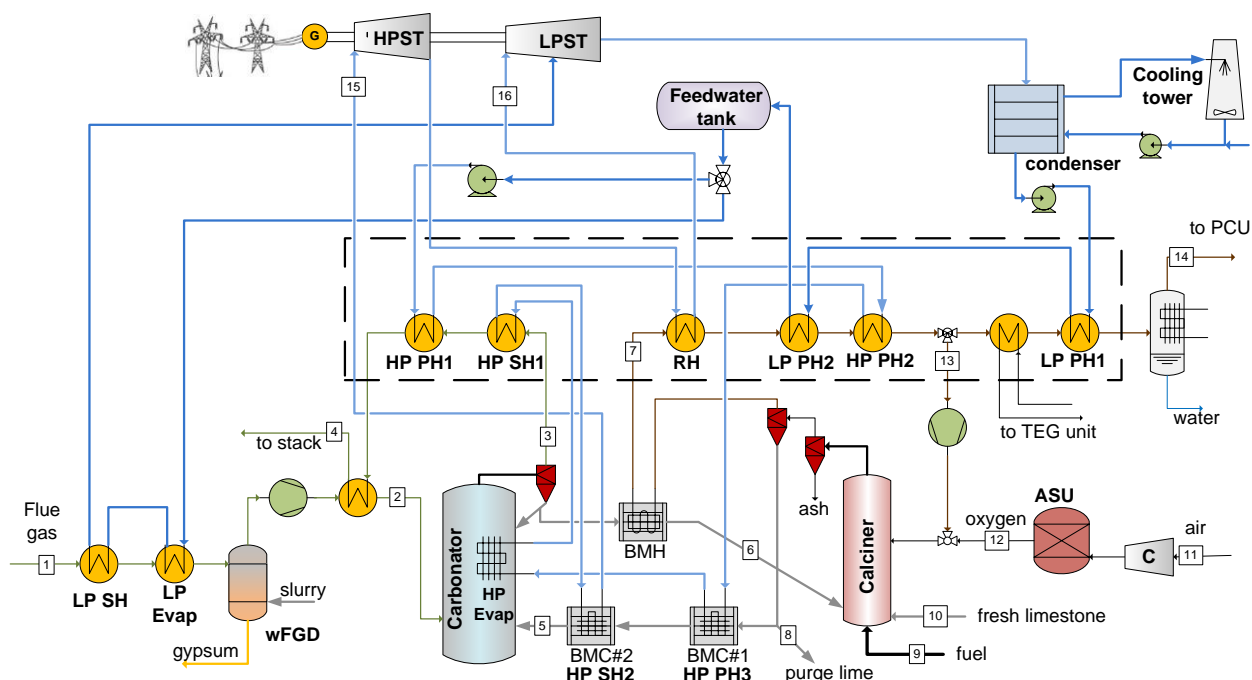 G
' HPST
LPST
15
16
Feedwater
tank
Cooling
tower
condenser
to PCU
14
HP PH1
HP SH1
7
RH
LP PH2
HP PH2
13
LP PH1
water
to TEG unit
4
to stack
3
2
Flue
gas
1
LP SH
LP
Evap
wFGD
slurry
gypsum
Carbonator
HP
Evap
5
BMC#2
HP SH2
BMC#1
HP PH3
BMH
6
8
purge lime
ash
Calciner
ASU
oxygen
12
air
11
C
10
fresh limestone
9
fuel